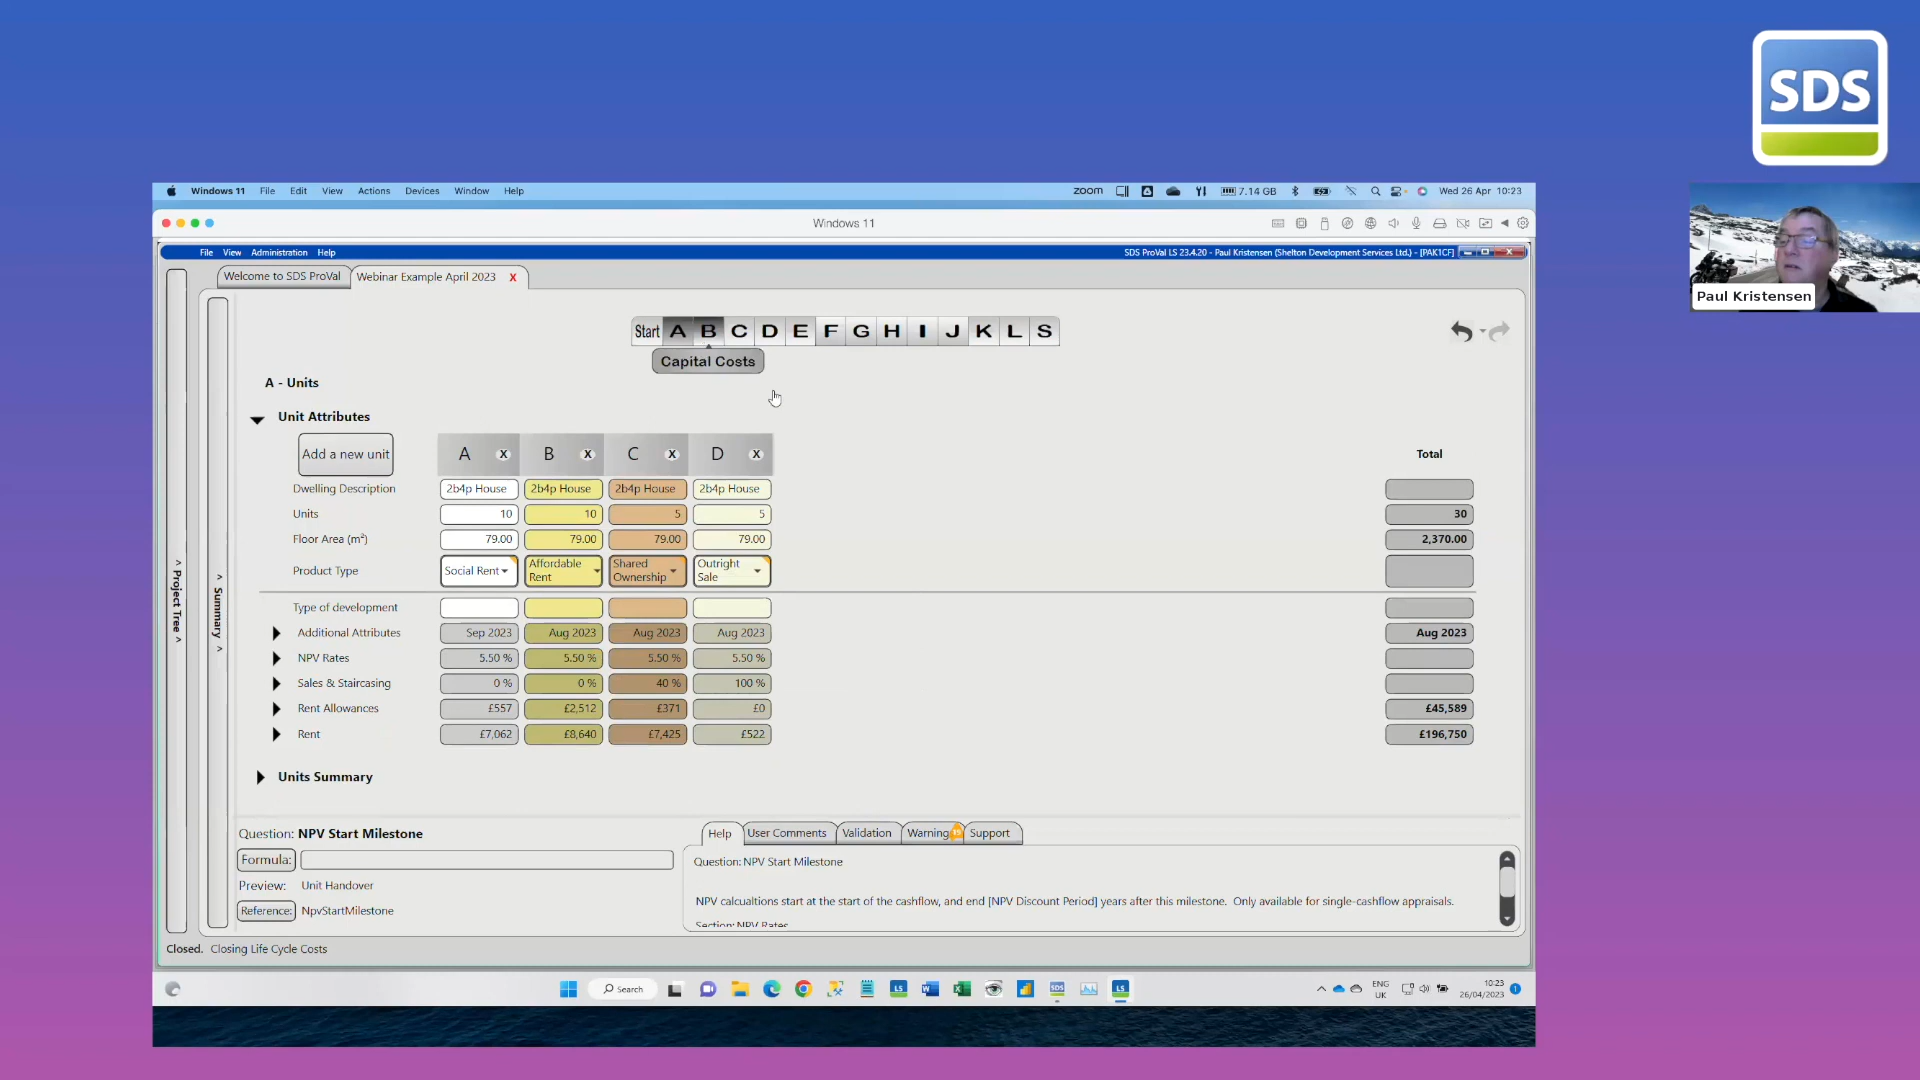 SDS
Windows 11 File Edit View Actions Devices Window Help zoom 7.14 GB Wed 26 Apr 10:23
Windows 11
File View Administration Help SDS ProVal LS 23.4.20 - Paul Kristensen (Shelton Development Services Ltd.) - [PAK1CF]
Paul Kristensen
Welcome to SDS ProVal Webinar Example April 2023 X
Start A B C D E F G H I J K L S
Capital Costs
A - Units
Unit Attributes
Add a new unit A X B X C X D X Total
Dwelling Description 2b4p House 2b4p House 2b4p House 2b4p House
Units 10 10 5 5 30
Floor Area (m²) 79.00 79.00 79.00 79.00 2,370.00
Product Type Social Rent Affordable Rent Shared Ownership Outright Sale
Type of development
Additional Attributes Sep 2023 Aug 2023 Aug 2023 Aug 2023 Aug 2023
NPV Rates 5.50 % 5.50 % 5.50 % 5.50 %
Sales & Staircasing 0 % 0 % 40 % 100 %
Rent Allowances £557 £2,512 £371 £0 £45,589
Rent £7,062 £8,640 £7,425 £522 £196,750
Units Summary
^ Project Tree ^
^ Summary ^
Question: NPV Start Milestone
Formula:
Preview: Unit Handover
Reference: NpvStartMilestone
Help User Comments Validation Warning 15 Support
Question: NPV Start Milestone
NPV calcualtions start at the start of the cashflow, and end [NPV Discount Period] years after this milestone. Only available for single-cashflow appraisals.
Section: NPV Rates
Closed. Closing Life Cycle Costs
Search LS SDS LS ENG UK 10:23 26/04/2023 1